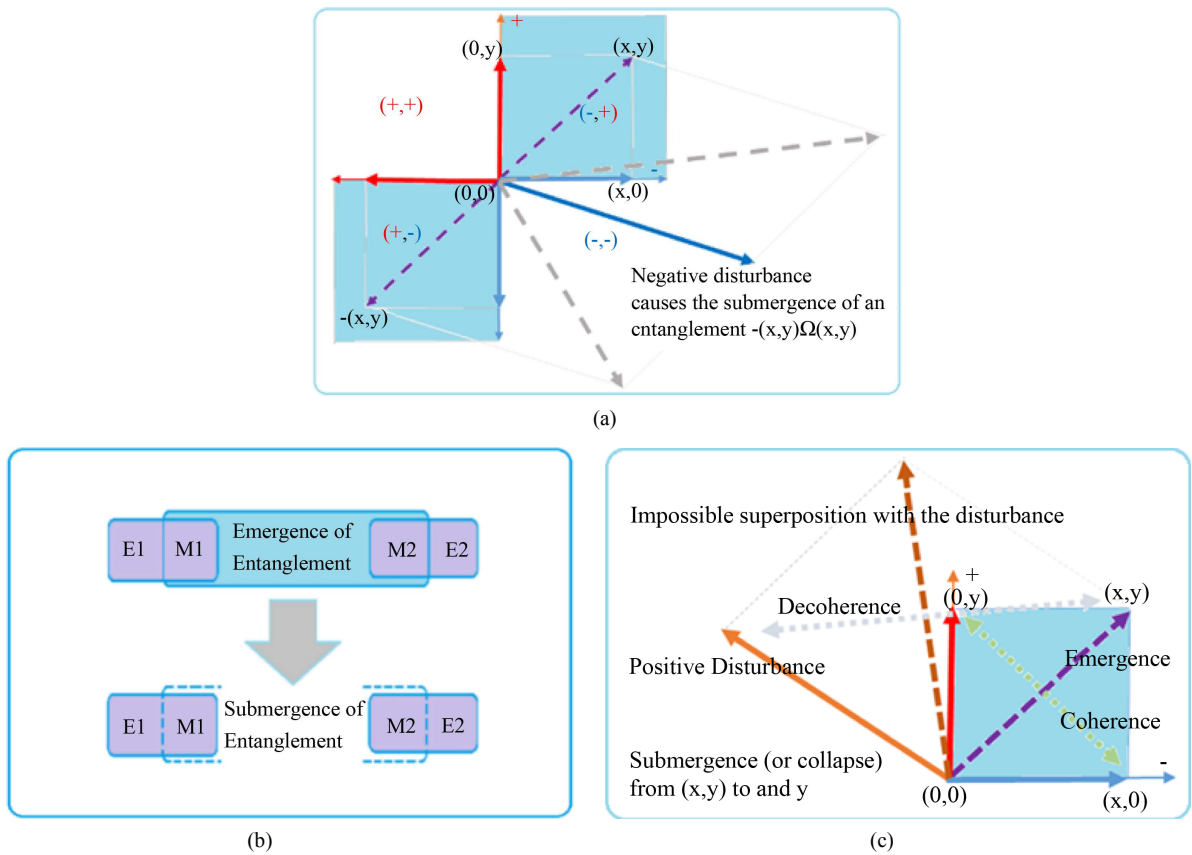 +
(0,y)
(x,y)
(+,+)
(-,+)
-
(0,0)
(x,0)
(+,-)
(-,-)
-(x,y)
Negative disturbance
causes the submergence of an
cntanglement -(x,y)Ω(x,y)
(a)
E1
M1
Emergence of
Entanglement
M2
E2
E1
M1
Submergence of
Entanglement
M2
E2
(b)
Impossible superposition with the disturbance
+
(0,y)
(x,y)
Decoherence
Positive Disturbance
Emergence
Coherence
Submergence (or collapse)
from (x,y) to and y
-
(0,0)
(x,0)
(c)